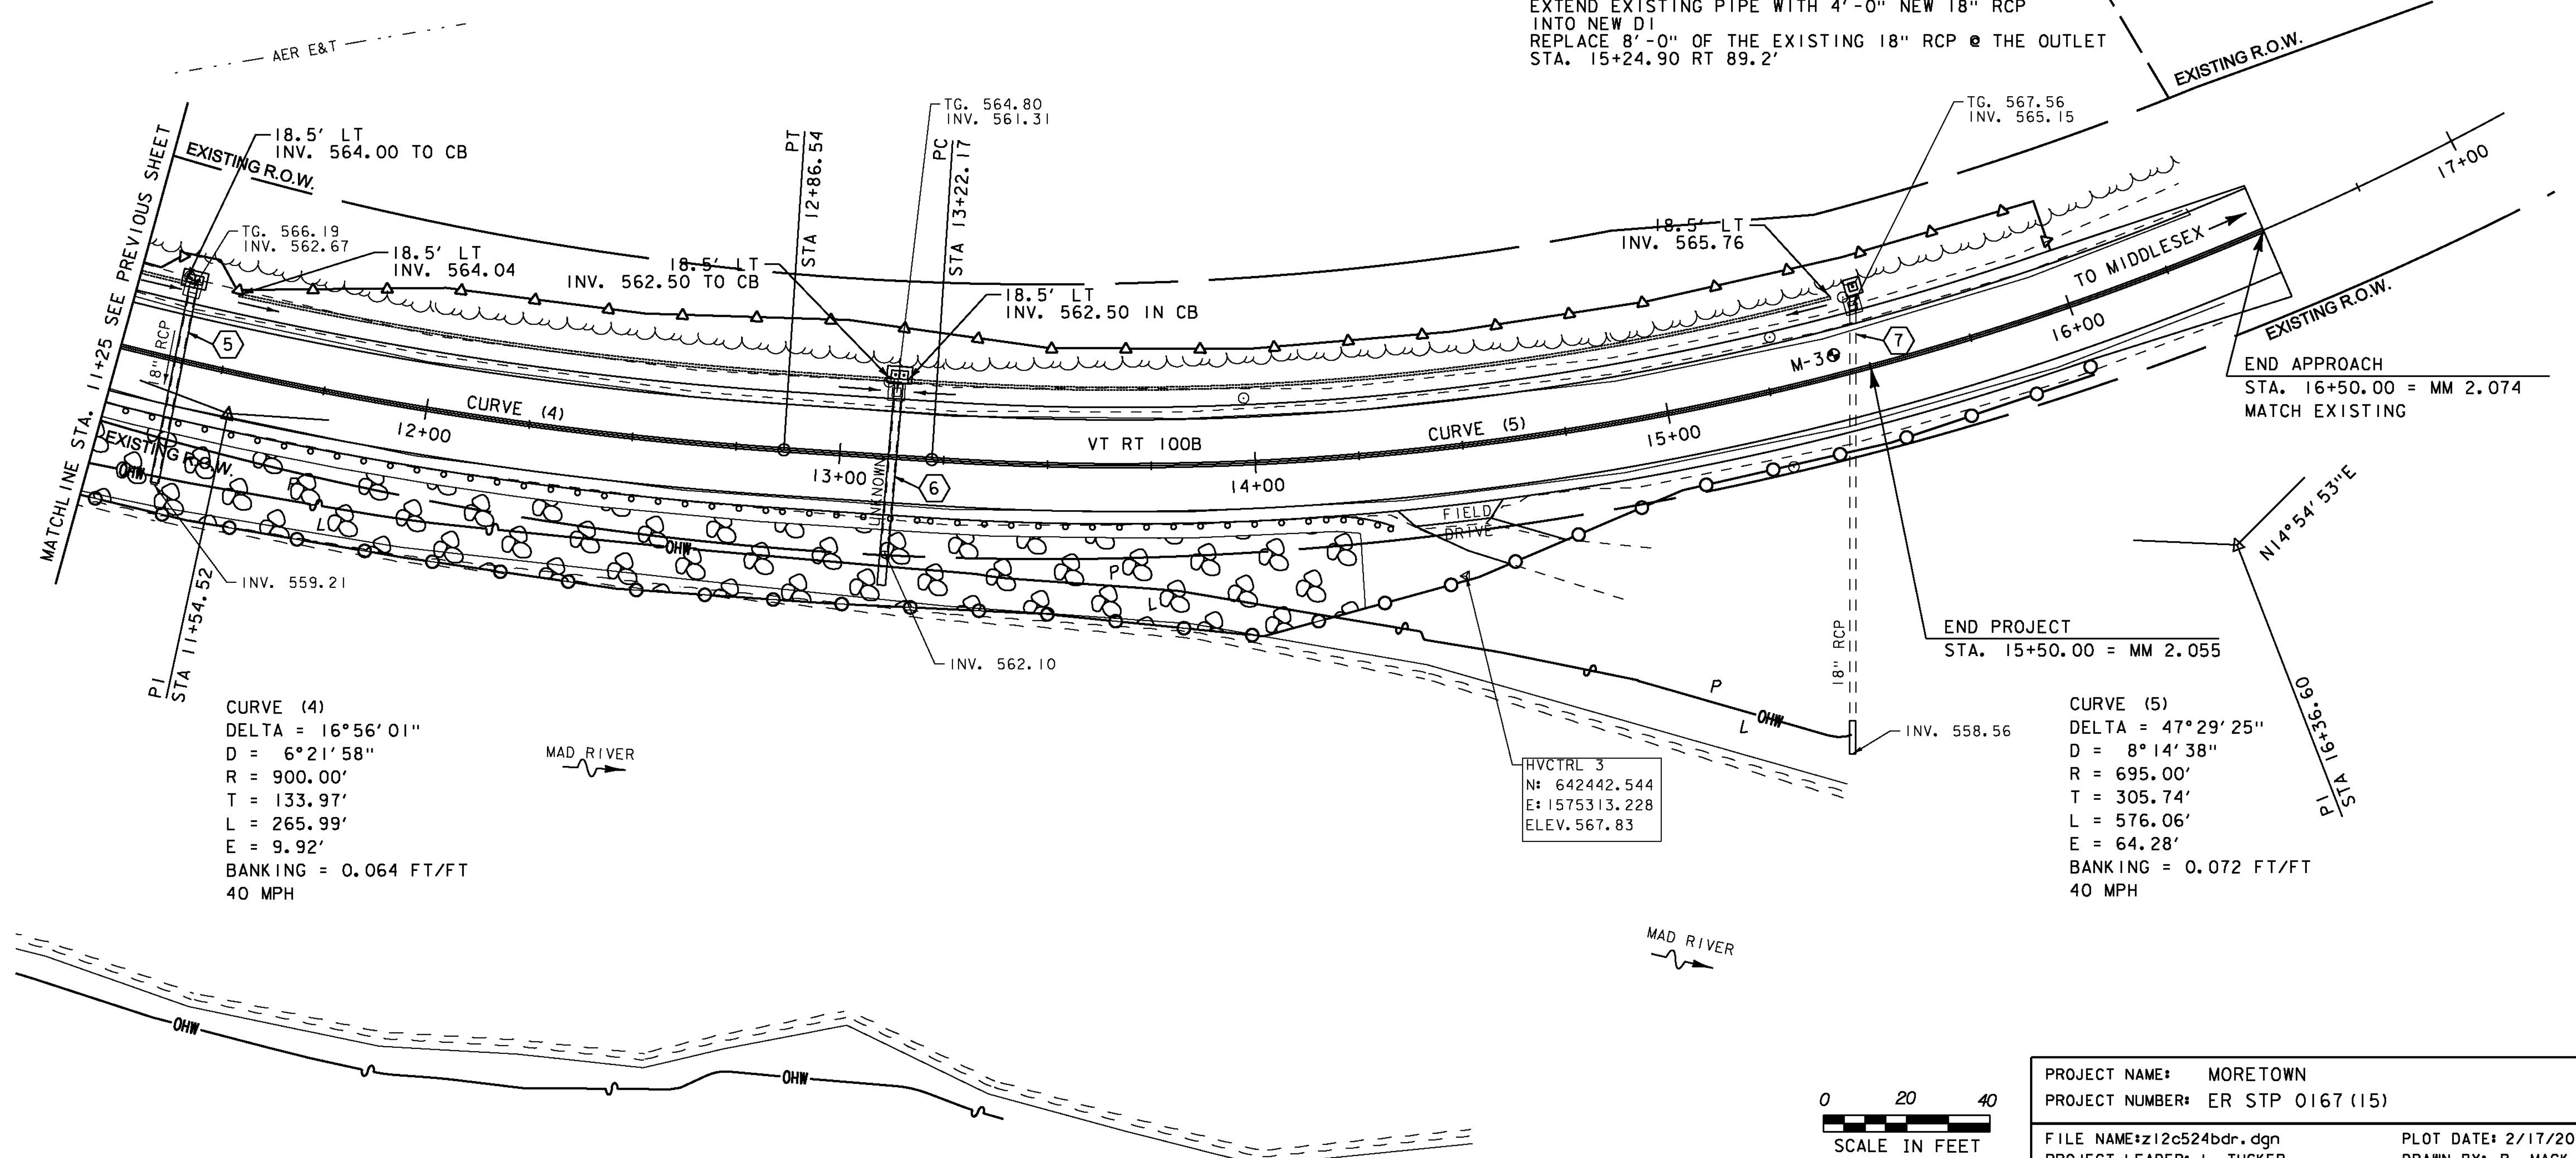 EXTEND EXISTING PIPE WITH 4'-0" NEW 18" RCP
INTO NEW DI
REPLACE 8'-0" OF THE EXISTING 18" RCP @ THE OUTLET
STA. 15+24.90 RT 89.2'
AER E&T
EXISTING R.O.W.
MATCHLINE STA. 11+25 SEE PREVIOUS SHEET
EXISTING R.O.W.
18.5' LT
INV. 564.00 TO CB
TG. 566.19
INV. 562.67
18.5' LT
INV. 564.04
18.5' LT
INV. 562.50 TO CB
PT
STA 12+86.54
TG. 564.80
INV. 561.31
PC
STA 13+22.17
18.5' LT
INV. 562.50 IN CB
18.5' LT
INV. 565.76
TG. 567.56
INV. 565.15
17+00
TO MIDDLESEX
16+00
EXISTING R.O.W.
END APPROACH
STA. 16+50.00 = MM 2.074
MATCH EXISTING
5
18" RCP
CURVE (4)
12+00
13+00
UNKNOWN
6
VT RT 100B
14+00
CURVE (5)
15+00
M-3
7
EXISTING R.O.W.
OHW
P
L
OHW
P
L
FIELD
DRIVE
INV. 559.21
INV. 562.10
PI
STA 11+54.52
N14°54'53"E
18" RCP
END PROJECT
STA. 15+50.00 = MM 2.055
P
L
OHW
INV. 558.56
PI
STA 16+36.60
CURVE (4)
DELTA = 16°56'01"
D = 6°21'58"
R = 900.00'
T = 133.97'
L = 265.99'
E = 9.92'
BANKING = 0.064 FT/FT
40 MPH
MAD RIVER
HVCTRL 3
N: 642442.544
E: 1575313.228
ELEV. 567.83
CURVE (5)
DELTA = 47°29'25"
D = 8°14'38"
R = 695.00'
T = 305.74'
L = 576.06'
E = 64.28'
BANKING = 0.072 FT/FT
40 MPH
MAD RIVER
OHW
OHW
0 20 40
SCALE IN FEET
PROJECT NAME: MORETOWN
PROJECT NUMBER: ER STP 0167(15)
FILE NAME: z12c524bdr.dgn
PLOT DATE: 2/17/20